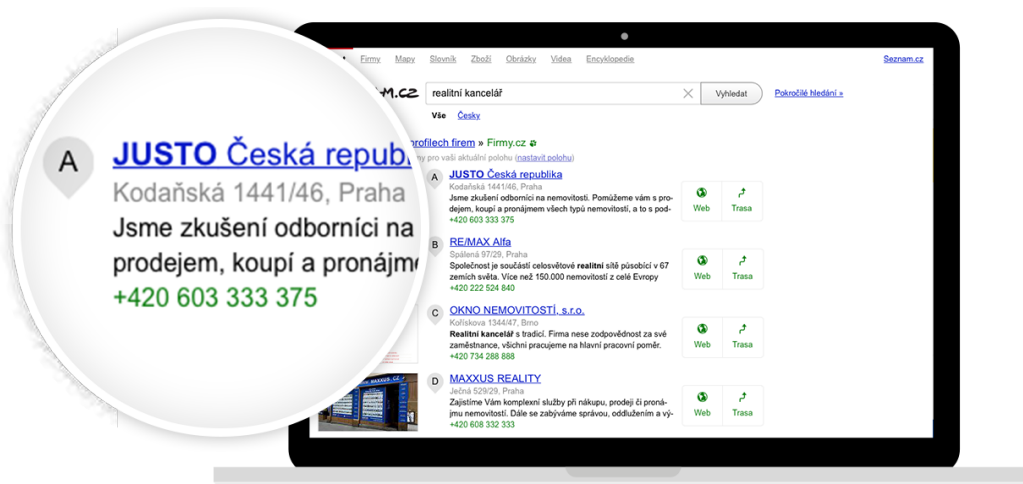 A
JUSTO Česká republ
Kodaňská 1441/46, Praha
Jsme zkušení odborníci na
prodejem, koupí a pronájme
+420 603 333 375
Firmy Mapy Slovník Zboží Obrázky Videa Encyklopedie Seznam.cz
realitní kancelář Vyhledat Pokročilé hledání »
Vše Česky
profilech firem » Firmy.cz
my pro vaši aktuální polohu (nastavit polohu)
A JUSTO Česká republika
Kodaňská 1441/46, Praha
Jsme zkušení odborníci na nemovitosti. Pomůžeme vám s pro-
dejem, koupí a pronájmem všech typů nemovitostí, a to s pod-
+420 603 333 375
Web Trasa
B RE/MAX Alfa
Spálená 97/29, Praha
Společnost je součástí celosvětové realitní sítě působící v 67
zemích světa. Více než 150.000 nemovitostí z celé Evropy
+420 222 524 840
Web Trasa
C OKNO NEMOVITOSTÍ, s.r.o.
Kořískova 1344/47, Brno
Realitní kancelář s tradicí. Firma nese zodpovědnost za své
zaměstnance, všichni pracujeme na hlavní pracovní poměr.
+420 734 288 888
Web Trasa
D MAXXUS REALITY
Ječná 529/29, Praha
Zajistíme Vám komplexní služby při nákupu, prodeji či proná-
jmu nemovitostí. Dále se zabýváme správou, oddlužením a vý-
+420 608 332 333
Web Trasa
MAXXUS.CZ